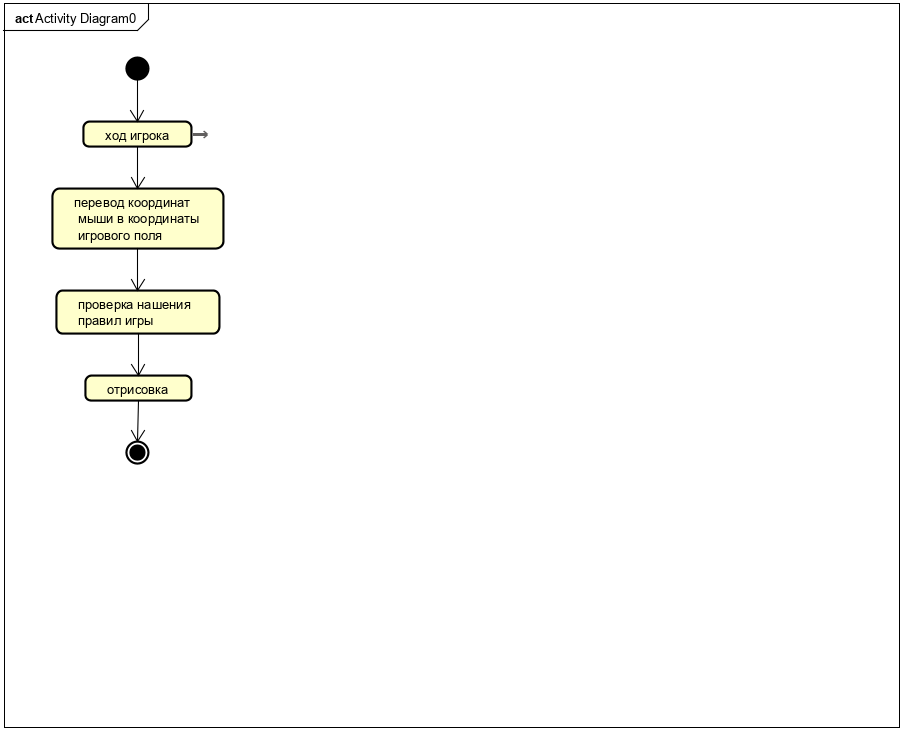 act Activity Diagram0
ход игрока
перевод координат
мыши в координаты
игрового поля
проверка нашения
правил игры
отрисовка